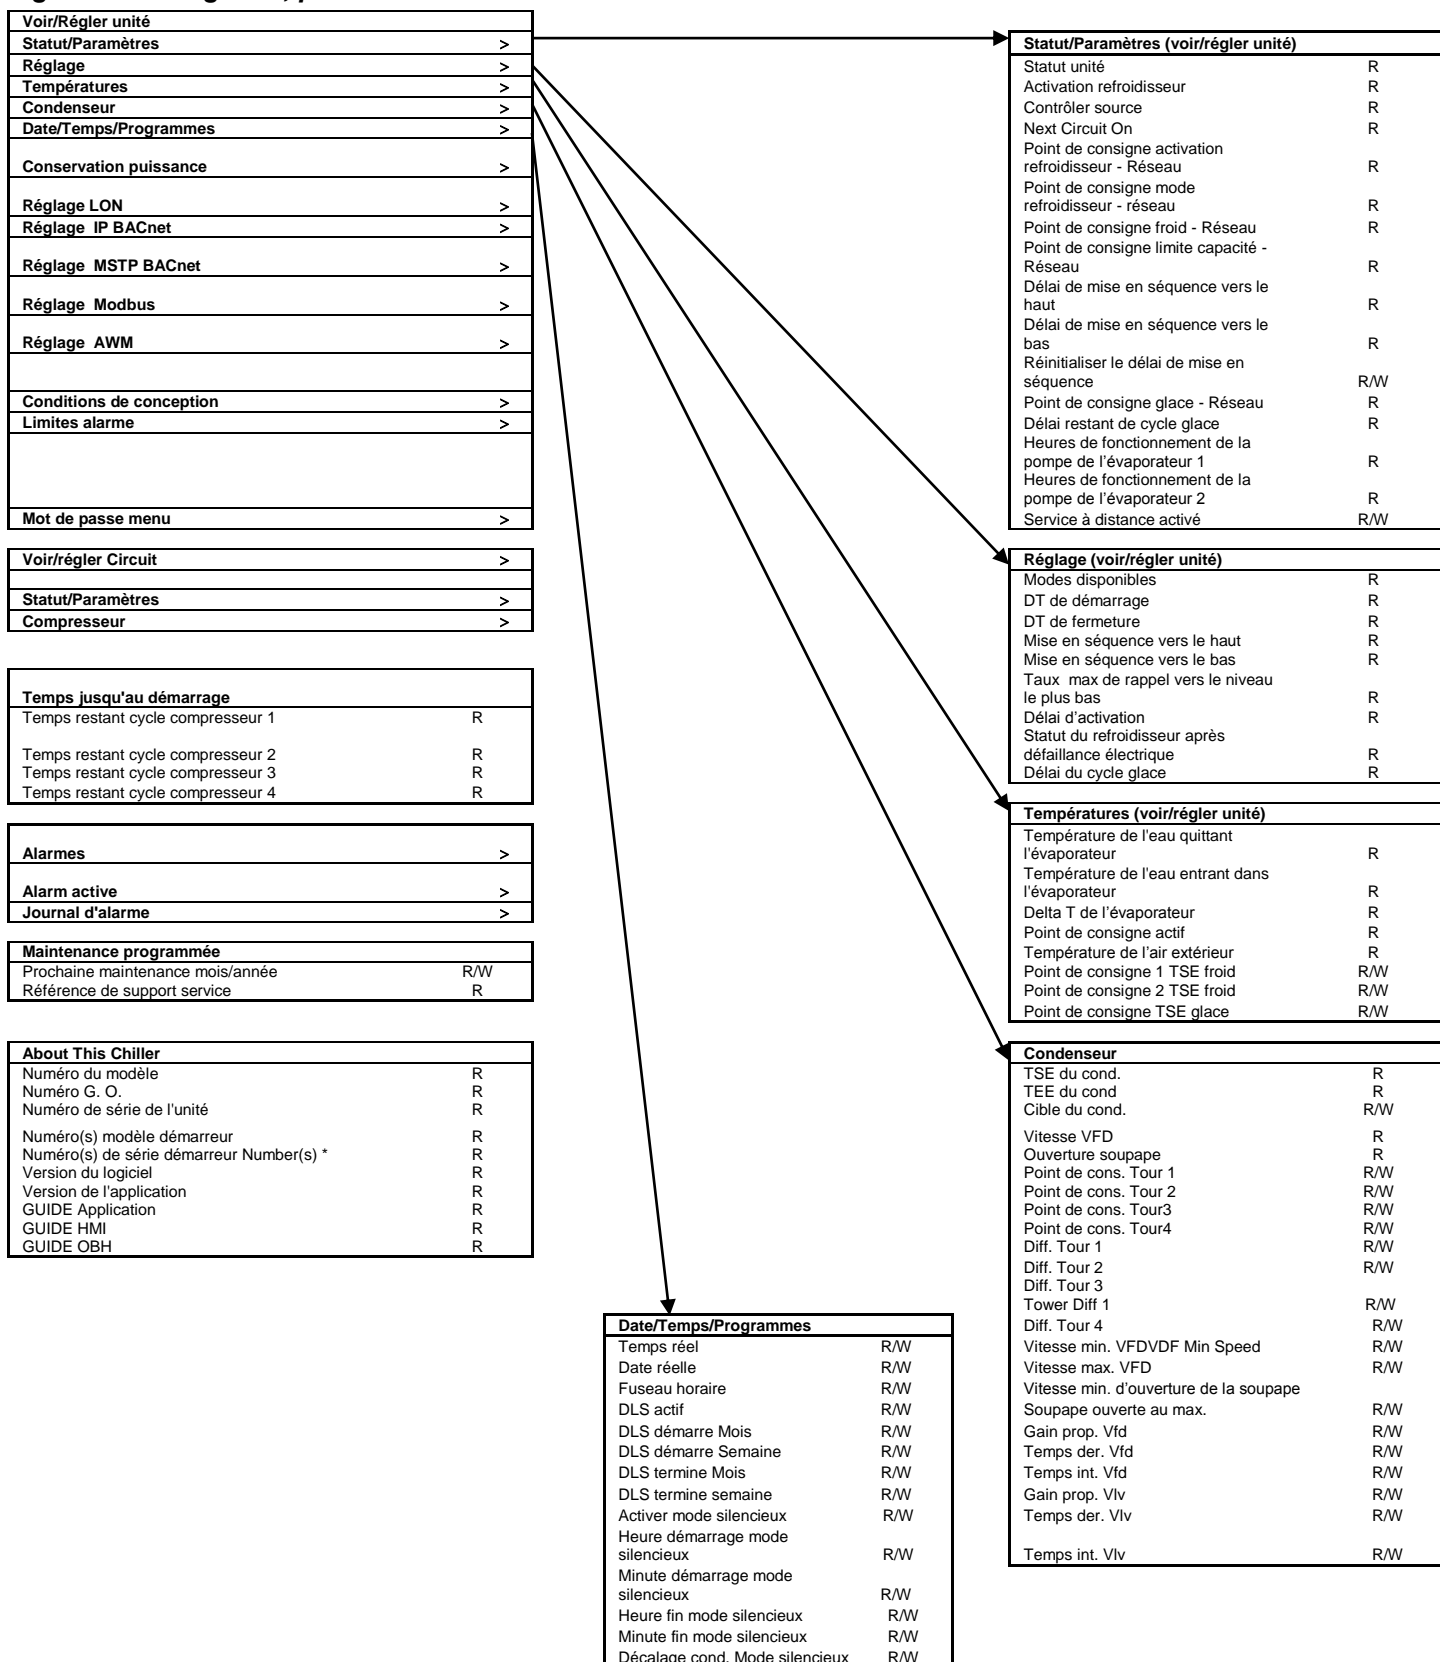 Voir/Régler unité
Statut/Paramètres >
Réglage >
Températures >
Condenseur >
Date/Temps/Programmes >
Conservation puissance >
Réglage LON >
Réglage IP BACnet >
Réglage MSTP BACnet >
Réglage Modbus >
Réglage AWM >
Conditions de conception >
Limites alarme >
Mot de passe menu >
Voir/régler Circuit >
Statut/Paramètres >
Compresseur >
Temps jusqu'au démarrage
Temps restant cycle compresseur 1 R
Temps restant cycle compresseur 2 R
Temps restant cycle compresseur 3 R
Temps restant cycle compresseur 4 R
Alarmes >
Alarm active >
Journal d'alarme >
Maintenance programmée
Prochaine maintenance mois/année R/W
Référence de support service R
About This Chiller
Numéro du modèle R
Numéro G. O. R
Numéro de série de l'unité R
Numéro(s) modèle démarreur R
Numéro(s) de série démarreur Number(s) * R
Version du logiciel R
Version de l'application R
GUIDE Application R
GUIDE HMI R
GUIDE OBH R
Statut/Paramètres (voir/régler unité)
Statut unité R
Activation refroidisseur R
Contrôler source R
Next Circuit On R
Point de consigne activation
refroidisseur - Réseau R
Point de consigne mode
refroidisseur - réseau R
Point de consigne froid - Réseau R
Point de consigne limite capacité -
Réseau R
Délai de mise en séquence vers le
haut R
Délai de mise en séquence vers le
bas R
Réinitialiser le délai de mise en
séquence R/W
Point de consigne glace - Réseau R
Délai restant de cycle glace R
Heures de fonctionnement de la
pompe de l'évaporateur 1 R
Heures de fonctionnement de la
pompe de l'évaporateur 2 R
Service à distance activé R/W
Réglage (voir/régler unité)
Modes disponibles R
DT de démarrage R
DT de fermeture R
Mise en séquence vers le haut R
Mise en séquence vers le bas R
Taux max de rappel vers le niveau
le plus bas R
Délai d'activation R
Statut du refroidisseur après
défaillance électrique R
Délai du cycle glace R
Températures (voir/régler unité)
Température de l'eau quittant
l'évaporateur R
Température de l'eau entrant dans
l'évaporateur R
Delta T de l'évaporateur R
Point de consigne actif R
Température de l'air extérieur R
Point de consigne 1 TSE froid R/W
Point de consigne 2 TSE froid R/W
Point de consigne TSE glace R/W
Condenseur
TSE du cond. R
TEE du cond R
Cible du cond. R/W
Vitesse VFD R
Ouverture soupape R
Point de cons. Tour 1 R/W
Point de cons. Tour 2 R/W
Point de cons. Tour3 R/W
Point de cons. Tour4 R/W
Diff. Tour 1 R/W
Diff. Tour 2 R/W
Diff. Tour 3
Tower Diff 1 R/W
Diff. Tour 4 R/W
Vitesse min. VFDVDF Min Speed R/W
Vitesse max. VFD R/W
Vitesse min. d'ouverture de la soupape
Soupape ouverte au max. R/W
Gain prop. Vfd R/W
Temps der. Vfd R/W
Temps int. Vfd R/W
Gain prop. Vlv R/W
Temps der. Vlv R/W
Temps int. Vlv R/W
Date/Temps/Programmes
Temps réel R/W
Date réelle R/W
Fuseau horaire R/W
DLS actif R/W
DLS démarre Mois R/W
DLS démarre Semaine R/W
DLS termine Mois R/W
DLS termine semaine R/W
Activer mode silencieux R/W
Heure démarrage mode
silencieux R/W
Minute démarrage mode
silencieux R/W
Heure fin mode silencieux R/W
Minute fin mode silencieux R/W
Décalage cond. Mode silencieux R/W